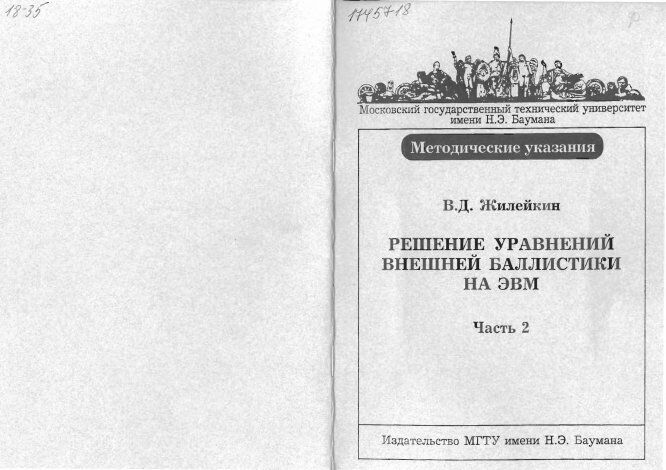 18-35
1745718
Московский государственный технический университет
имени Н.Э. Баумана
Методические указания
В.Д. Жилейкин
РЕШЕНИЕ УРАВНЕНИЙ
ВНЕШНЕЙ БАЛЛИСТИКИ
НА ЭВМ
Часть 2
Издательство МГТУ имени Н.Э. Баумана